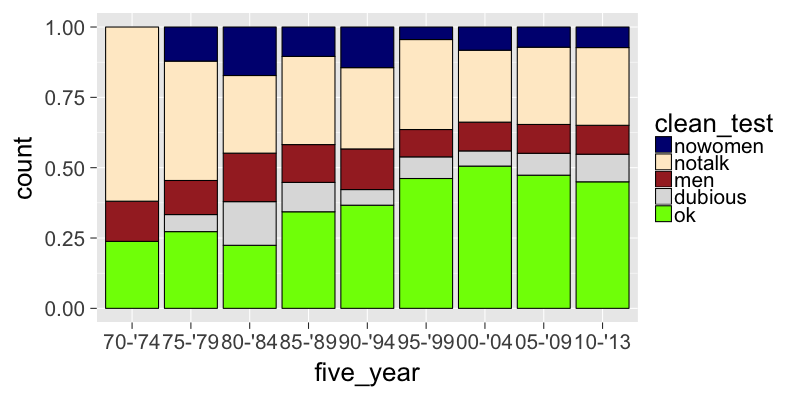 1.00
0.75
0.50
0.25
0.00
count
70-'74 75-'79 80-'84 85-'89 90-'94 95-'99 00-'04 05-'09 10-'13
five_year
clean_test
nowomen
notalk
men
dubious
ok